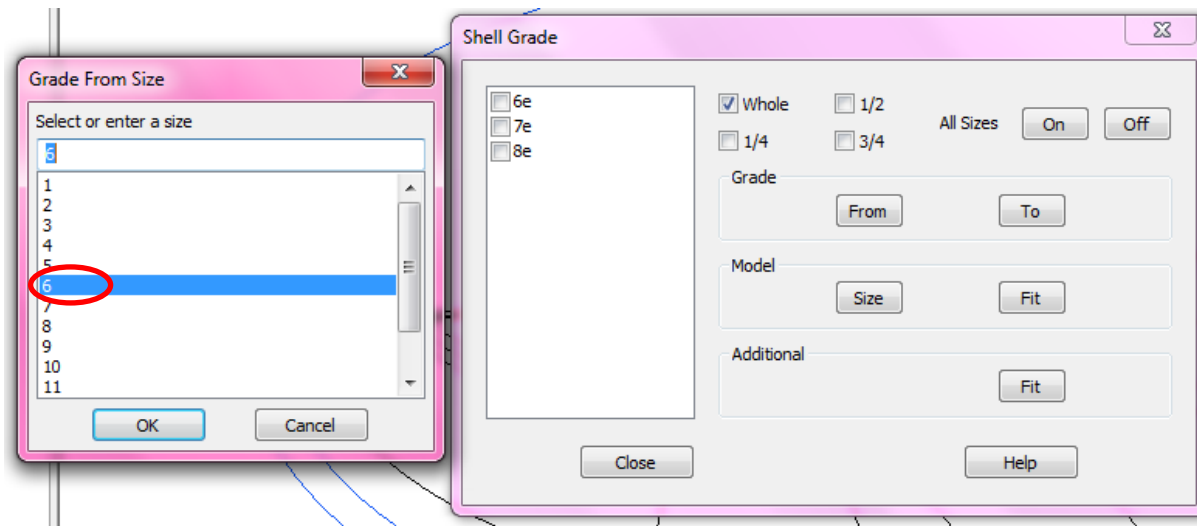 Grade From Size
Select or enter a size
6
1
2
3
4
5
6
7
8
9
10
11
OK Cancel
Shell Grade
6e
7e
8e
Whole 1/2
1/4 3/4
All Sizes On Off
Grade
From To
Model
Size Fit
Additional
Fit
Close Help